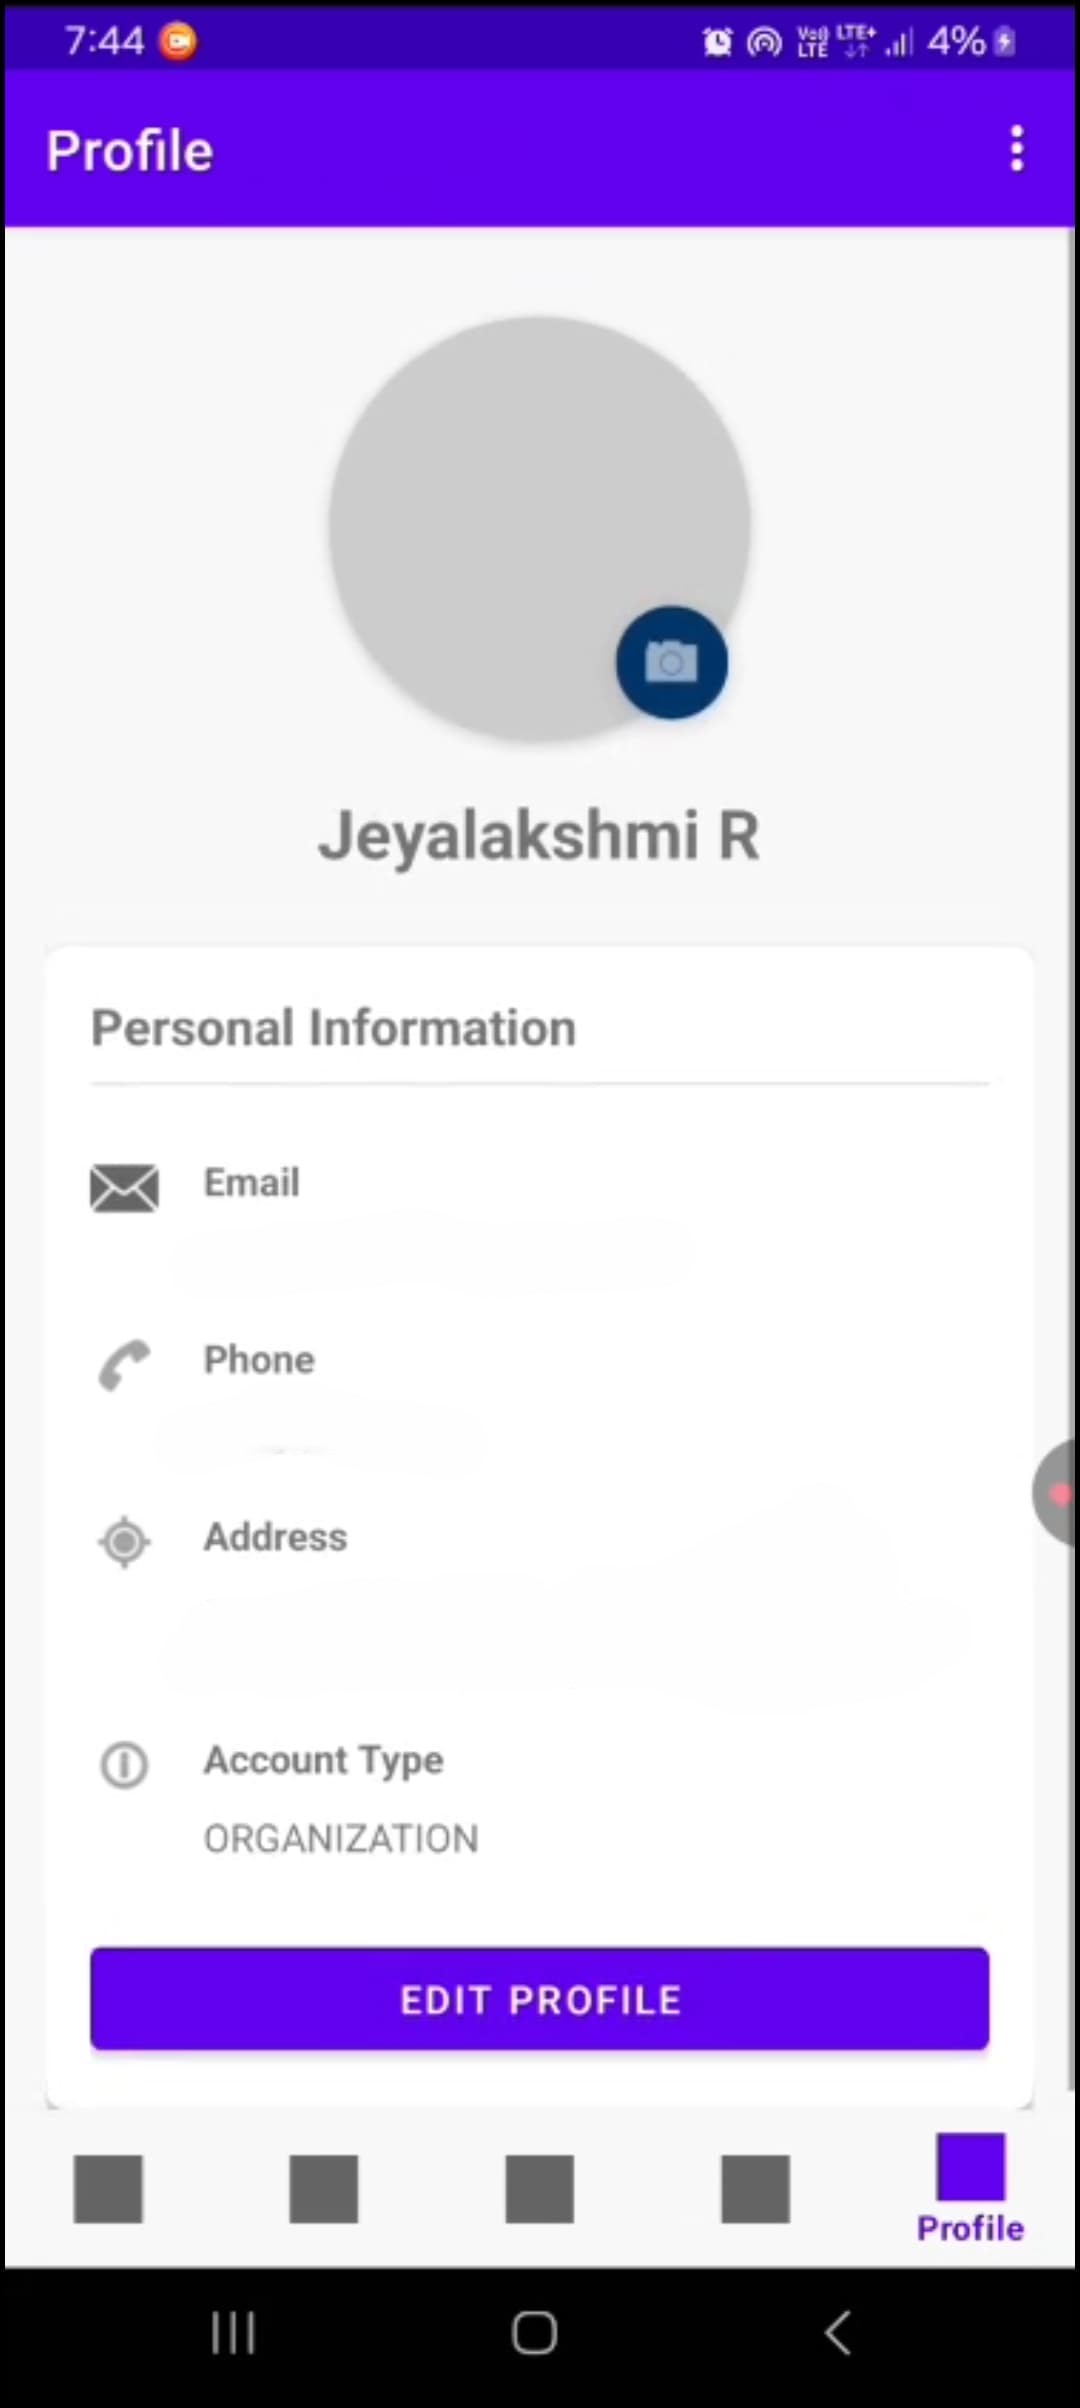 7:44 Vo)) LTE LTE+ 4%
Profile
Jeyalakshmi R
Personal Information
Email
Phone
Address
Account Type
ORGANIZATION
EDIT PROFILE
Profile